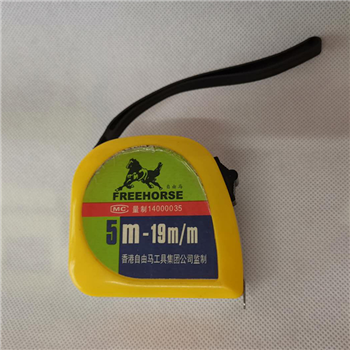 自由马
FREEHORSE
MC 量制14000035
5m-19m/m
香港自由马工具集团公司监制